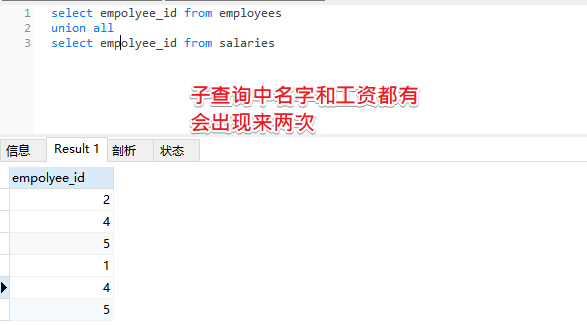 1 select empolyee_id from employees
2 union all
3 select empolyee_id from salaries
子查询中名字和工资都有
会出现来两次
信息 Result 1 剖析 状态
empolyee_id
2
4
5
1
4
5